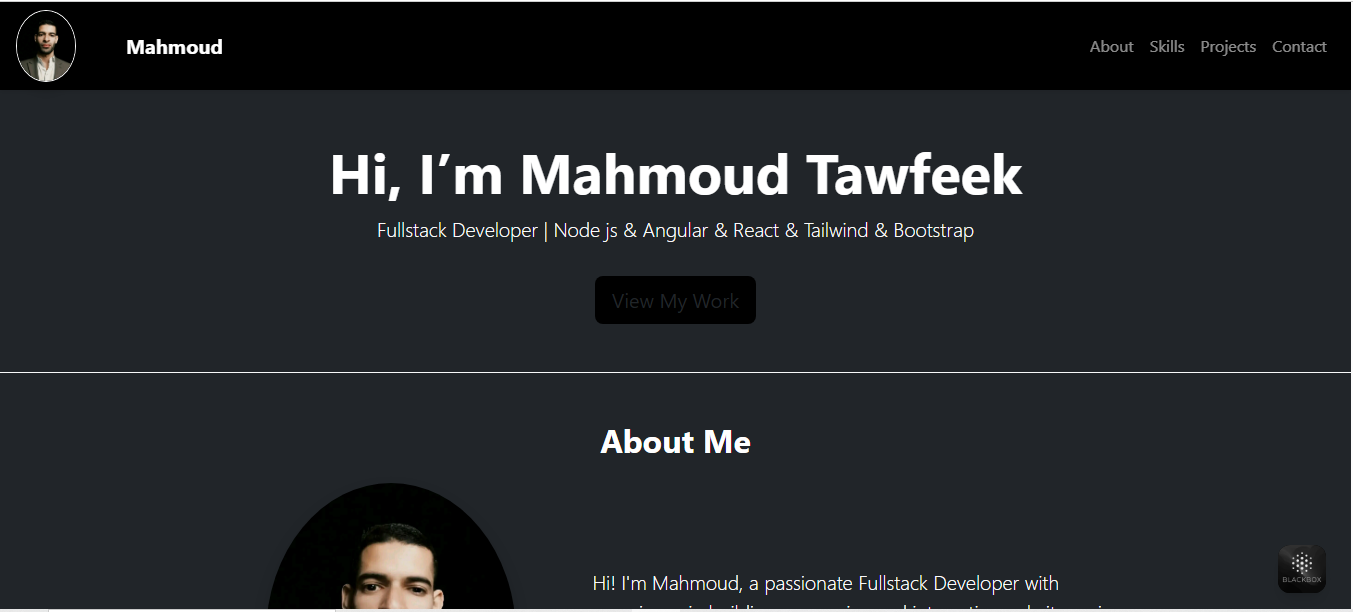 Mahmoud
About Skills Projects Contact
Hi, I’m Mahmoud Tawfeek
Fullstack Developer | Node js & Angular & React & Tailwind & Bootstrap
View My Work
About Me
Hi! I'm Mahmoud, a passionate Fullstack Developer with
BLACKBOX